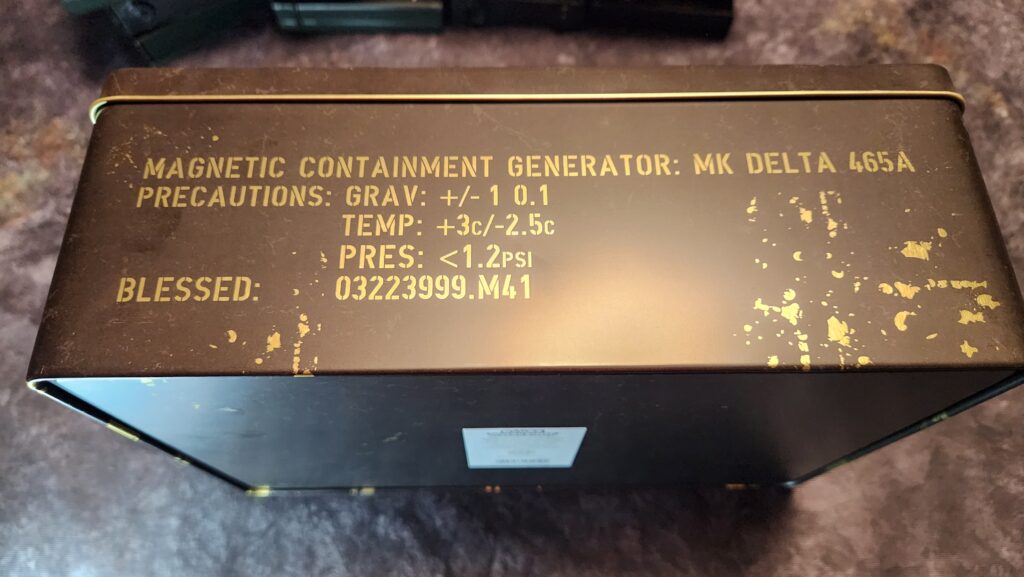 MAGNETIC CONTAINMENT GENERATOR: MK DELTA 465A
PRECAUTIONS: GRAV: +/- 1 0.1
TEMP: +3C/-2.5C
PRES: <1.2PSI
BLESSED: 03223999.M41